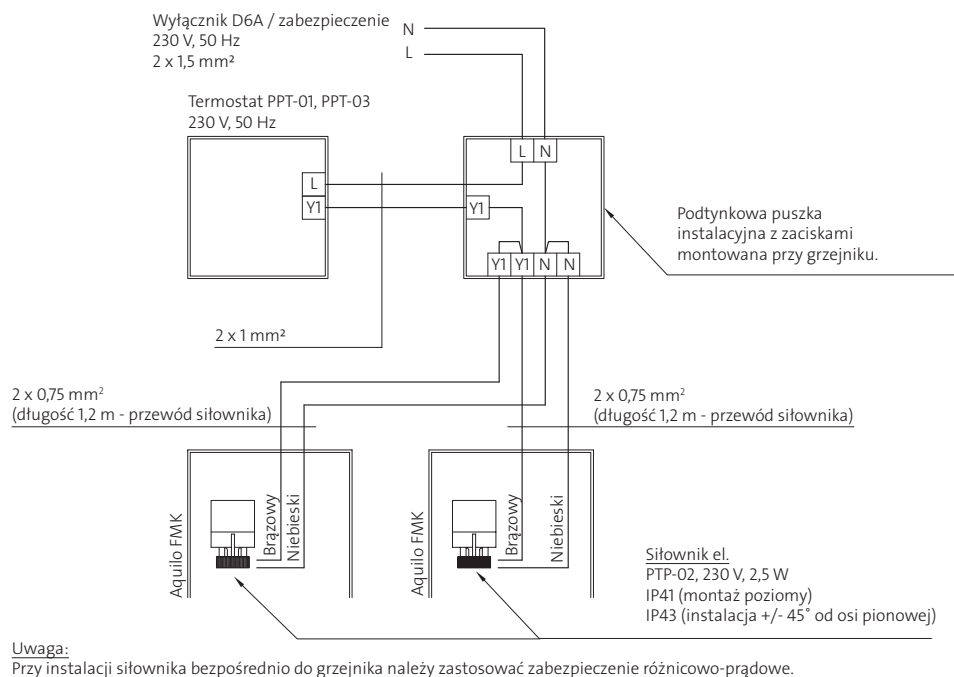 Wyłącznik D6A / zabezpieczenie
230 V, 50 Hz
2 x 1,5 mm²
N
L
Termostat PPT-01, PPT-03
230 V, 50 Hz
L N
L
Y1
Y1
Y1 Y1 N N
Podtynkowa puszka
instalacyjna z zaciskami
montowana przy grzejniku.
2 x 1 mm²
2 x 0,75 mm²
(długość 1,2 m - przewód siłownika)
2 x 0,75 mm²
(długość 1,2 m - przewód siłownika)
Aquilo FMK
Brązowy
Niebieski
Aquilo FMK
Brązowy
Niebieski
Siłownik el.
PTP-02, 230 V, 2,5 W
IP41 (montaż poziomy)
IP43 (instalacja +/- 45° od osi pionowej)
Uwaga:
Przy instalacji siłownika bezpośrednio do grzejnika należy zastosować zabezpieczenie różnicowo-prądowe.